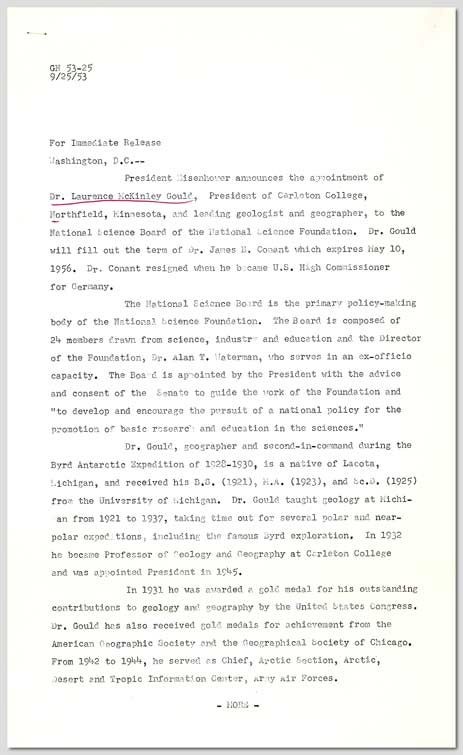 GH 53-25
9/25/53
For Immediate Release
Washington, D.C.--
President Eisenhower announces the appointment of
Dr. Laurence McKinley Gould, President of Carleton College,
Northfield, Minnesota, and leading geologist and geographer, to the
National Science Board of the National Science Foundation. Dr. Gould
will fill out the term of Dr. James B. Conant which expires May 10,
1956. Dr. Conant resigned when he became U.S. High Commissioner
for Germany.
The National Science Board is the primary policy-making
body of the National Science Foundation. The Board is composed of
24 members drawn from science, industry and education and the Director
of the Foundation, Dr. Alan T. Waterman, who serves in an ex-officio
capacity. The Board is appointed by the President with the advice
and consent of the Senate to guide the work of the Foundation and
"to develop and encourage the pursuit of a national policy for the
promotion of basic research and education in the sciences."
Dr. Gould, geographer and second-in-command during the
Byrd Antarctic Expedition of 1928-1930, is a native of Lacota,
Michigan, and received his B.S. (1921), M.A. (1923), and Sc.D. (1925)
from the University of Michigan. Dr. Gould taught geology at Michi-
gan from 1921 to 1937, taking time out for several polar and near-
polar expeditions, including the famous Byrd exploration. In 1932
he became Professor of Geology and Geography at Carleton College
and was appointed President in 1945.
In 1931 he was awarded a gold medal for his outstanding
contributions to geology and geography by the United States Congress.
Dr. Gould has also received gold medals for achievement from the
American Geographic Society and the Geographical Society of Chicago.
From 1942 to 1944, he served as Chief, Arctic Section, Arctic,
Desert and Tropic Information Center, Army Air Forces.
- MORE -